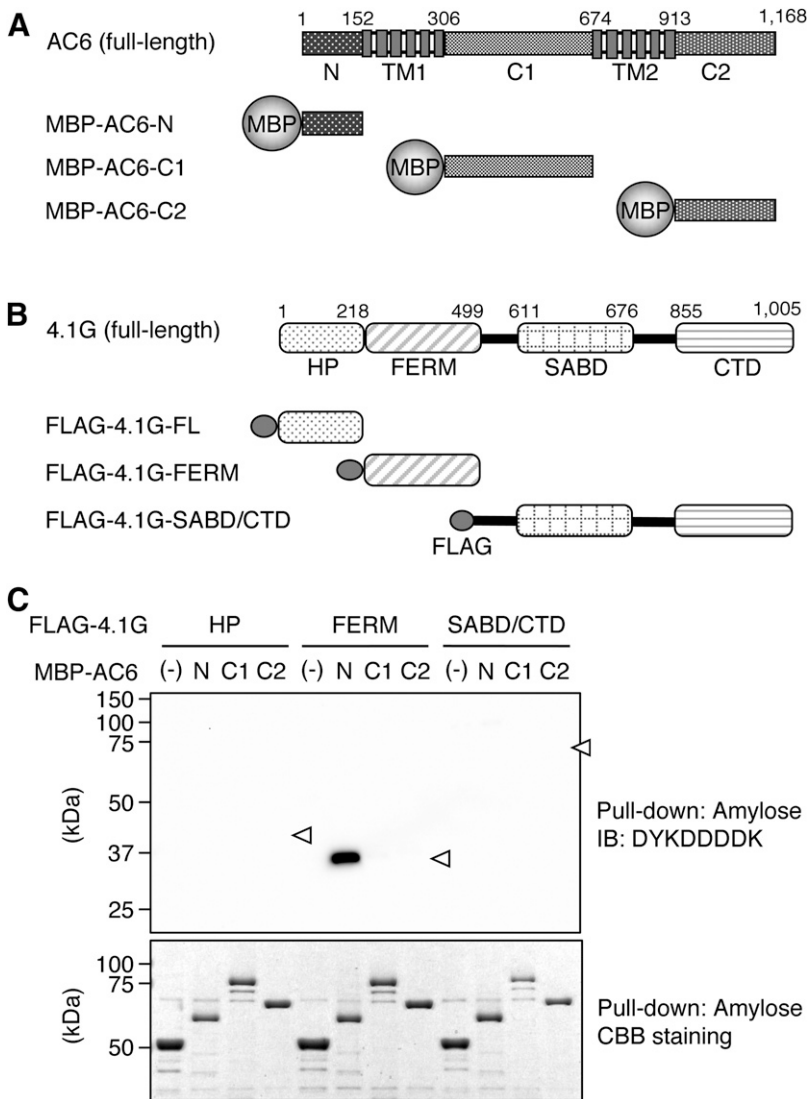 A
AC6 (full-length)
1 152 306 674 913 1,168
N TM1 C1 TM2 C2
MBP-AC6-N
MBP
MBP-AC6-C1
MBP
MBP-AC6-C2
MBP
B
4.1G (full-length)
1 218 499 611 676 855 1,005
HP FERM SABD CTD
FLAG-4.1G-FL
FLAG-4.1G-FERM
FLAG-4.1G-SABD/CTD
FLAG
C
FLAG-4.1G HP FERM SABD/CTD
MBP-AC6 (-) N C1 C2 (-) N C1 C2 (-) N C1 C2
150
100
75
50
37
25
(kDa)
Pull-down: Amylose
IB: DYKDDDDK
100
75
50
(kDa)
Pull-down: Amylose
CBB staining